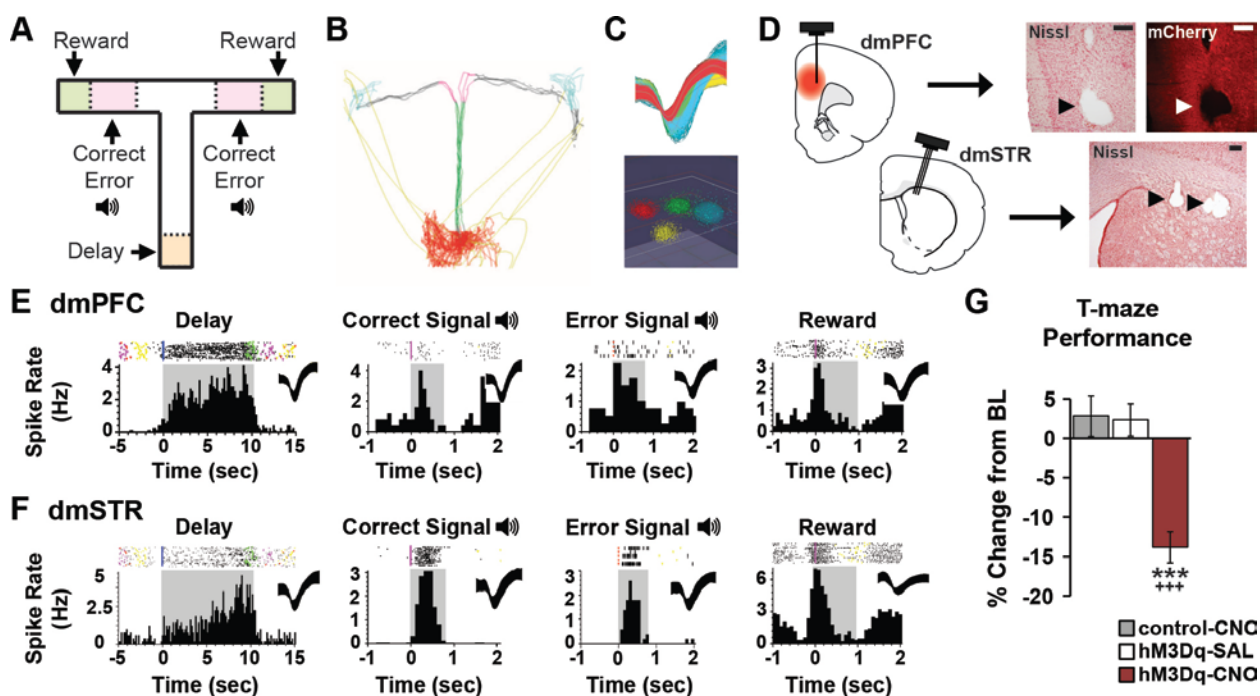 A
Reward Reward
Correct Correct
Error Error
Delay
B
C
D
dmPFC
Nissl
mCherry
dmSTR
Nissl
E dmPFC
Delay
Correct Signal
Error Signal
Reward
Spike Rate
(Hz)
4
2
0
-5 0 5 10 15
Time (sec)
4
2
0
-1 0 1 2
Time (sec)
2
1
0
-1 0 1 2
Time (sec)
3
2
1
0
-1 0 1 2
Time (sec)
F dmSTR
Delay
Correct Signal
Error Signal
Reward
Spike Rate
(Hz)
5
2.5
0
-5 0 5 10 15
Time (sec)
3
2
1
0
-1 0 1 2
Time (sec)
3
2
1
0
-1 0 1 2
Time (sec)
6
3
0
-1 0 1 2
Time (sec)
G
T-maze
Performance
% Change from BL
5
0
-5
-10
-15
-20
***
+++
control-CNO
hM3Dq-SAL
hM3Dq-CNO